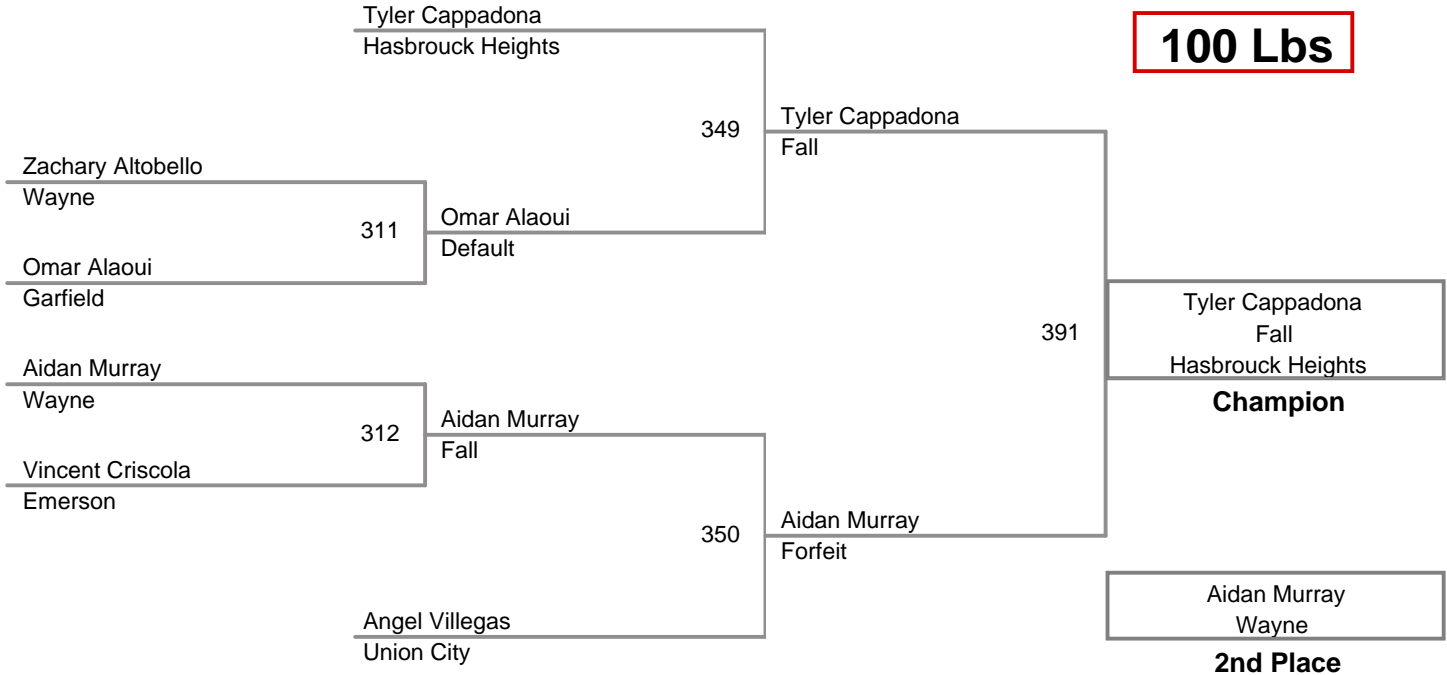 Tyler Cappadona
Hasbrouck Heights
100 Lbs
349
Tyler Cappadona
Fall
Zachary Altobello
Wayne
311
Omar Alaoui
Default
Omar Alaoui
Garfield
Tyler Cappadona
Fall
Hasbrouck Heights
391
Champion
Aidan Murray
Wayne
312
Aidan Murray
Fall
Vincent Criscola
Emerson
350
Aidan Murray
Forfeit
Angel Villegas
Union City
Aidan Murray
Wayne
2nd Place